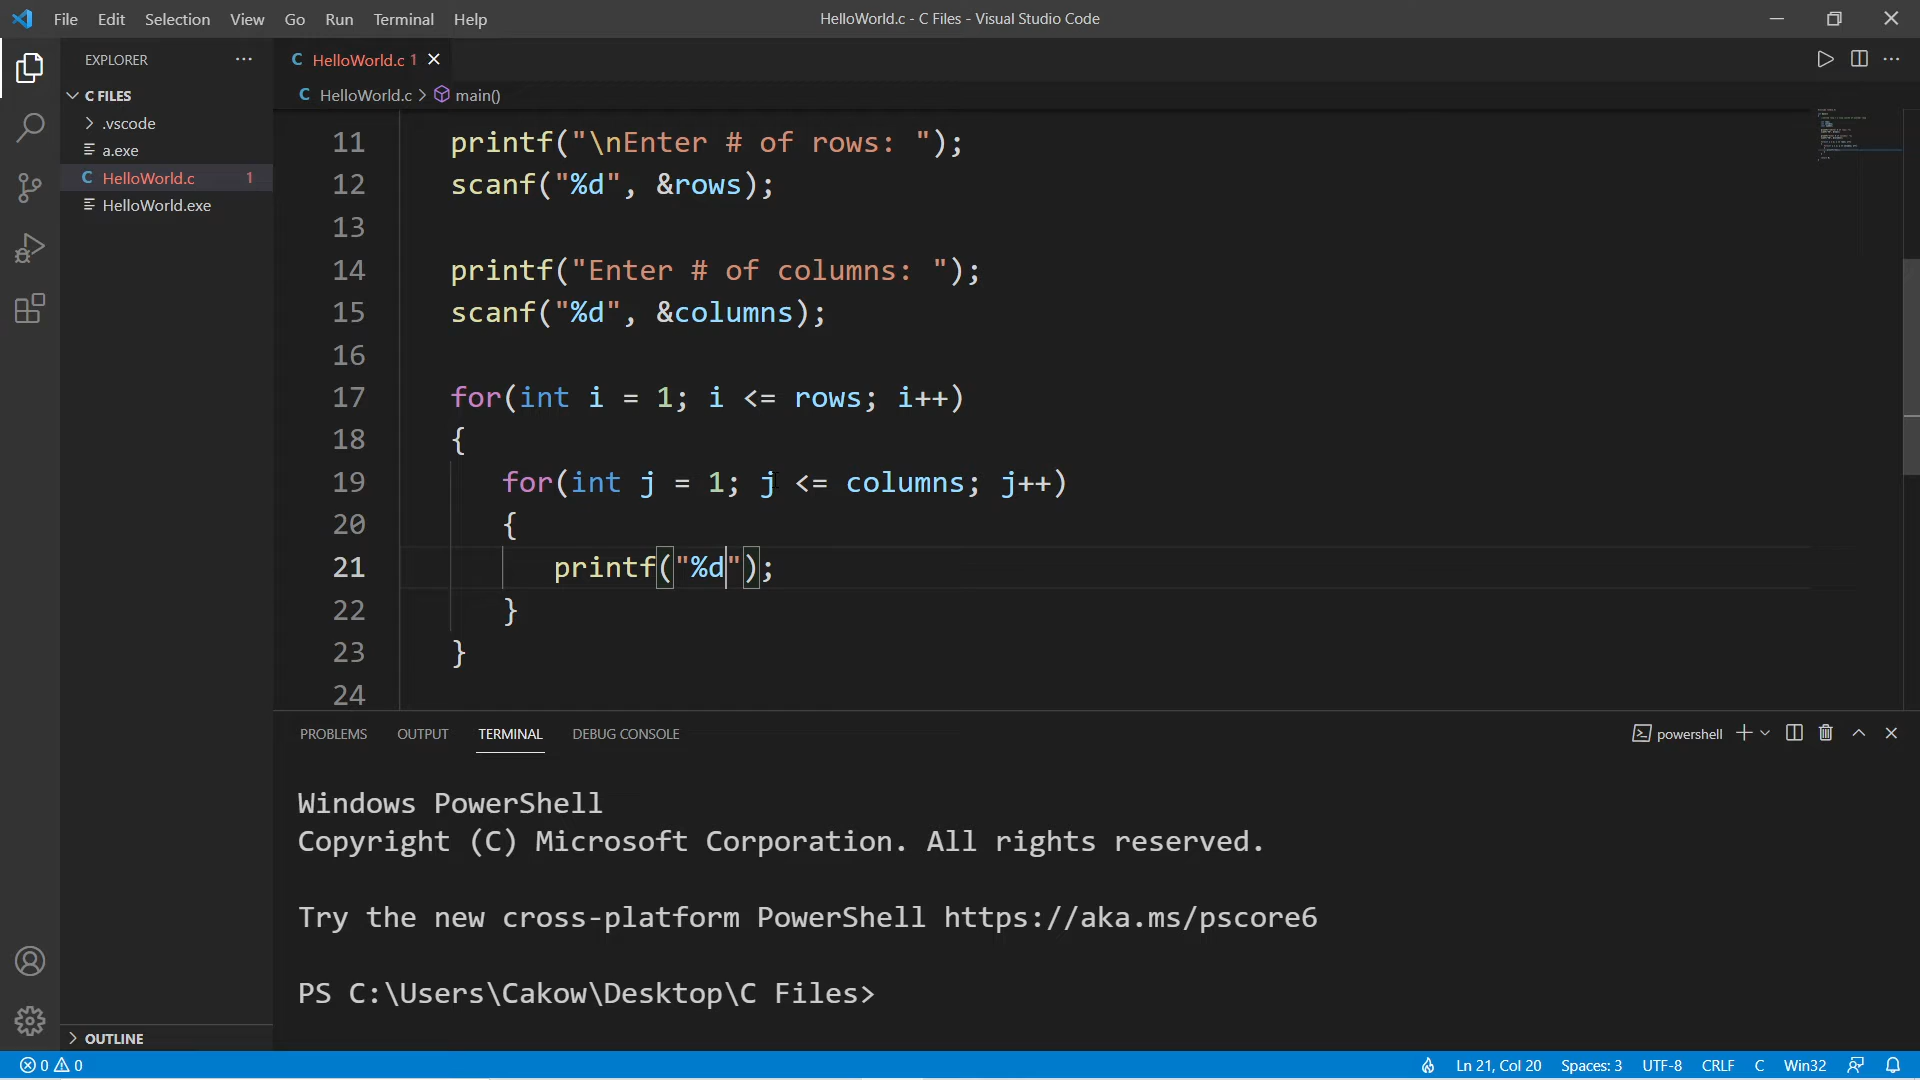 File Edit Selection View Go Run Terminal Help
HelloWorld.c - C Files - Visual Studio Code
EXPLORER
HelloWorld.c 1
C FILES
HelloWorld.c > main()
.vscode
a.exe
HelloWorld.c 1
HelloWorld.exe
11 printf("\nEnter # of rows: ");
12 scanf("%d", &rows);
13
14 printf("Enter # of columns: ");
15 scanf("%d", &columns);
16
17 for(int i = 1; i <= rows; i++)
18 {
19 for(int j = 1; j <= columns; j++)
20 {
21 printf("%d");
22 }
23 }
24
PROBLEMS OUTPUT TERMINAL DEBUG CONSOLE
powershell
Windows PowerShell
Copyright (C) Microsoft Corporation. All rights reserved.
Try the new cross-platform PowerShell https://aka.ms/pscore6
PS C:\Users\Cakow\Desktop\C Files>
OUTLINE
0 0
Ln 21, Col 20 Spaces: 3 UTF-8 CRLF C Win32